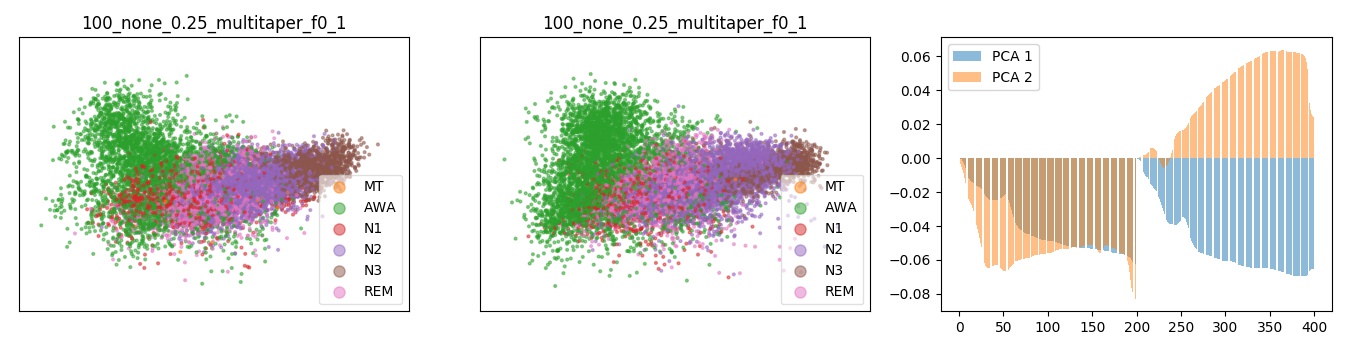 100_none_0.25_multitaper_f0_1
MT
AWA
N1
N2
N3
REM
100_none_0.25_multitaper_f0_1
MT
AWA
N1
N2
N3
REM
PCA 1
PCA 2
0.06
0.04
0.02
0.00
−0.02
−0.04
−0.06
−0.08
0 50 100 150 200 250 300 350 400